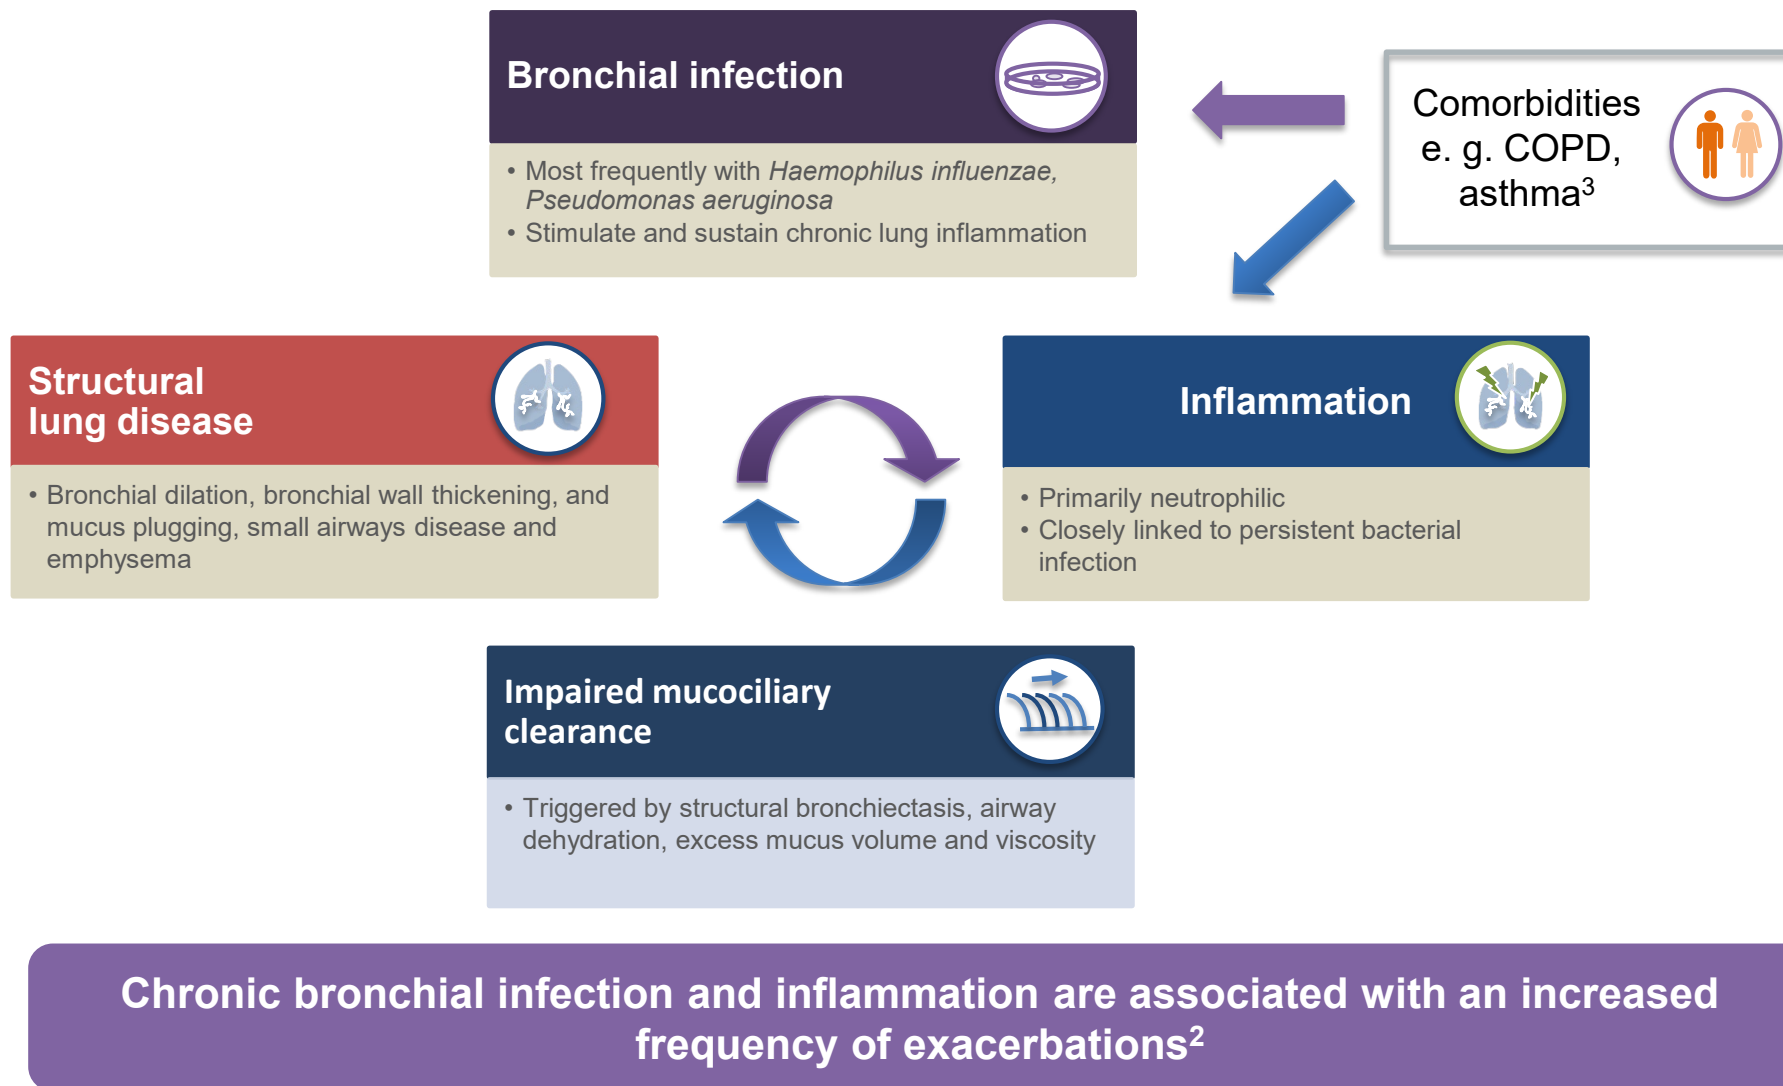 Bronchial infection
• Most frequently with Haemophilus influenzae,
Pseudomonas aeruginosa
• Stimulate and sustain chronic lung inflammation
Comorbidities
e. g. COPD,
asthma³
Structural
lung disease
• Bronchial dilation, bronchial wall thickening, and
mucus plugging, small airways disease and
emphysema
Inflammation
• Primarily neutrophilic
• Closely linked to persistent bacterial
infection
Impaired mucociliary
clearance
• Triggered by structural bronchiectasis, airway
dehydration, excess mucus volume and viscosity
Chronic bronchial infection and inflammation are associated with an increased
frequency of exacerbations²